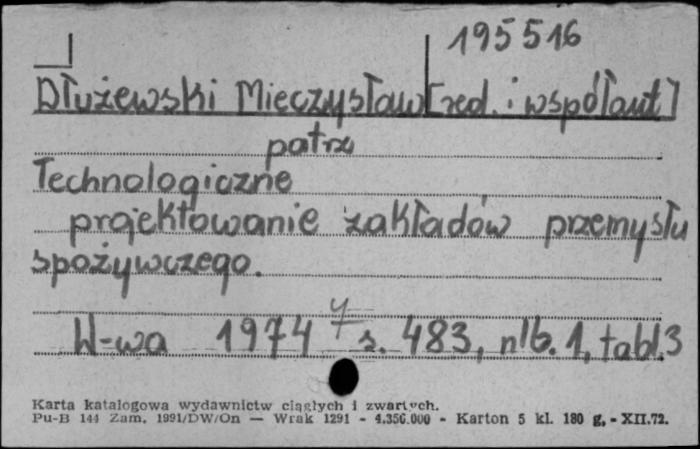 195516
Dłużewski Mieczysław [red. i współaut]
patrz
Technologiczne
projektowanie zakładów przemysłu
spożywczego.
W-wa 1974 s. 483, nlb. 1, tabl.3
Karta katalogowa wydawnictw ciągłych i zwartych.
Pu-B 144 Zam. 1991/DW/On — Wrak 1291 - 4.356.000 - Karton 5 kl. 180 g. - XII.72.